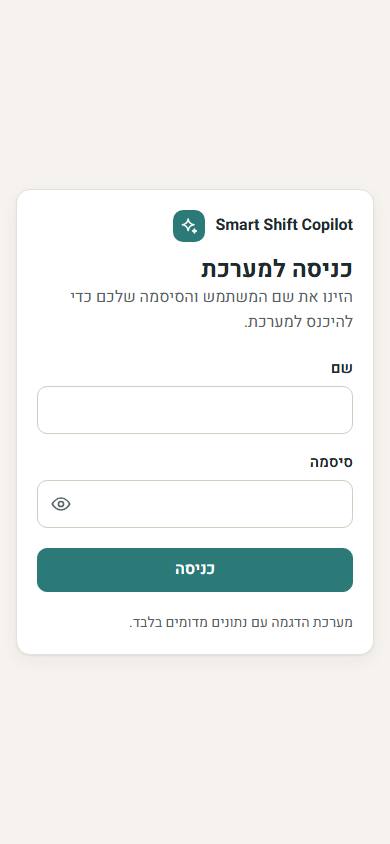 Smart Shift Copilot
כניסה למערכת
הזינו את שם המשתמש והסיסמה שלכם כדי
להיכנס למערכת.
שם
סיסמה
כניסה
מערכת הדגמה עם נתונים מדומים בלבד.